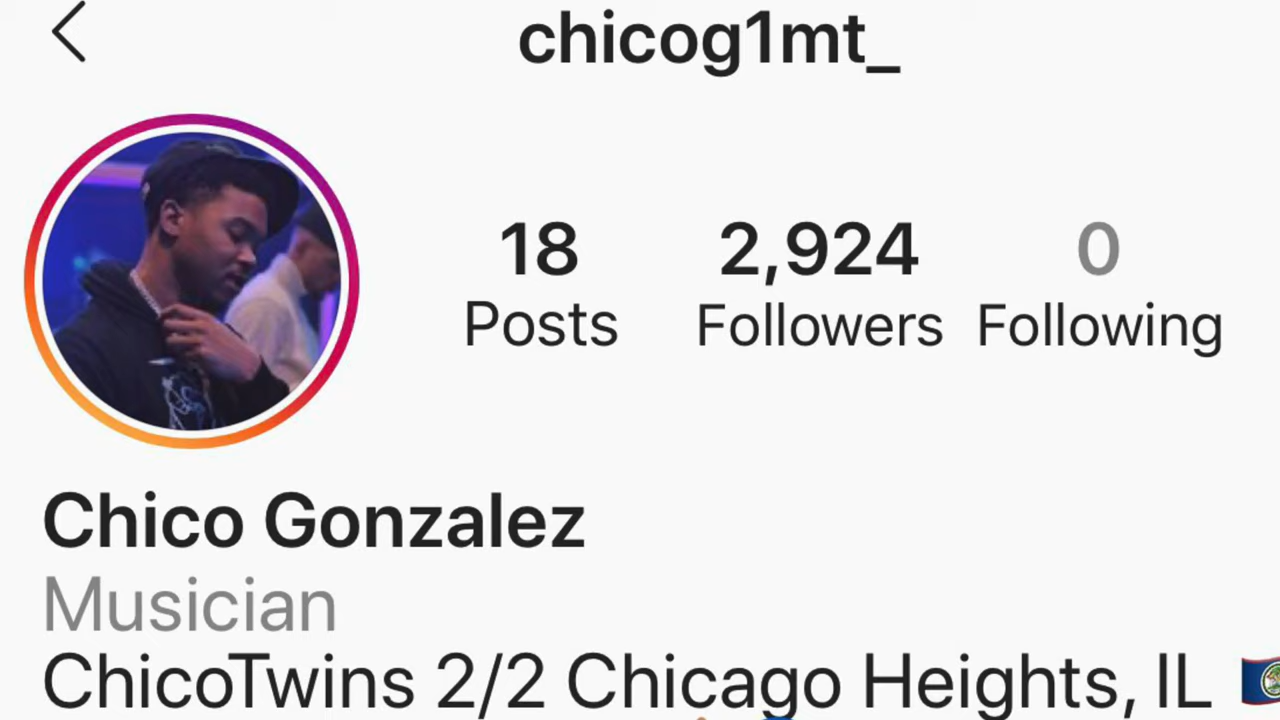 chicog1mt_
18 2,924 0
Posts Followers Following
Chico Gonzalez
Musician
ChicoTwins 2/2 Chicago Heights, IL 🇧🇿